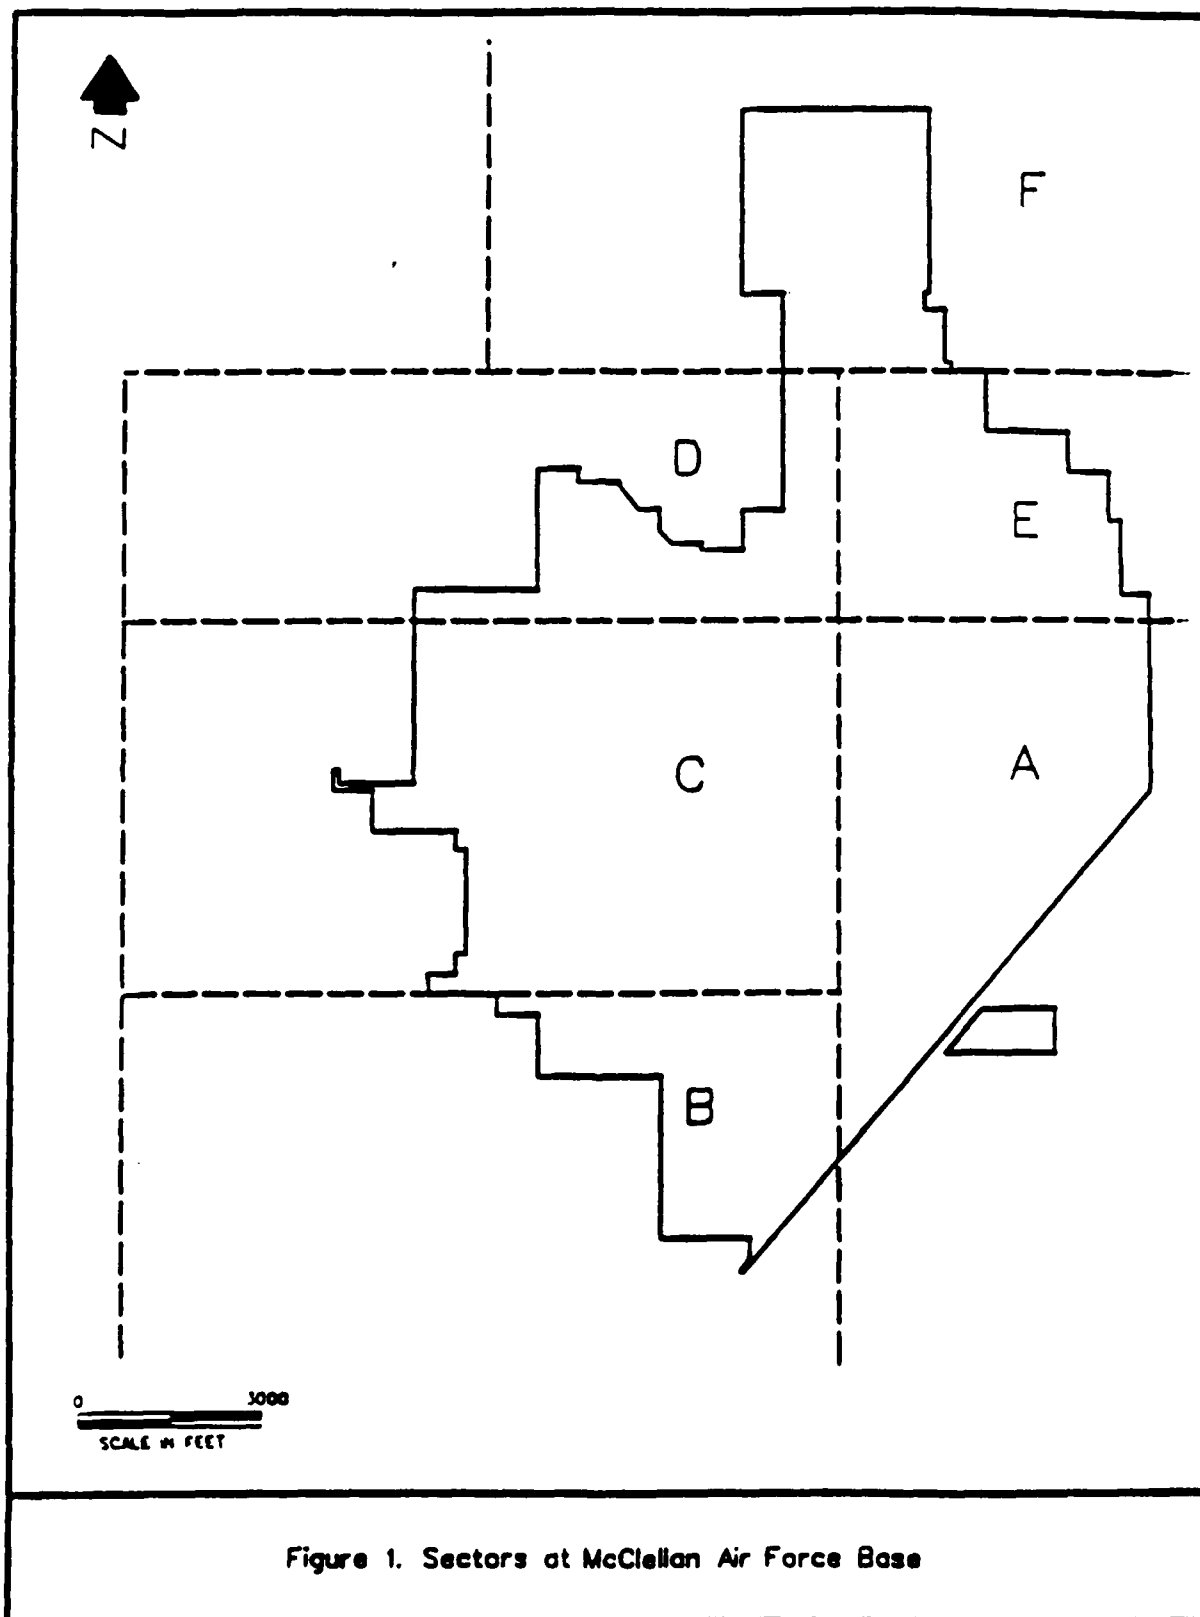 N
F
D
E
C
A
B
0 3000
SCALE IN FEET
Figure 1. Sectors at McClellan Air Force Base